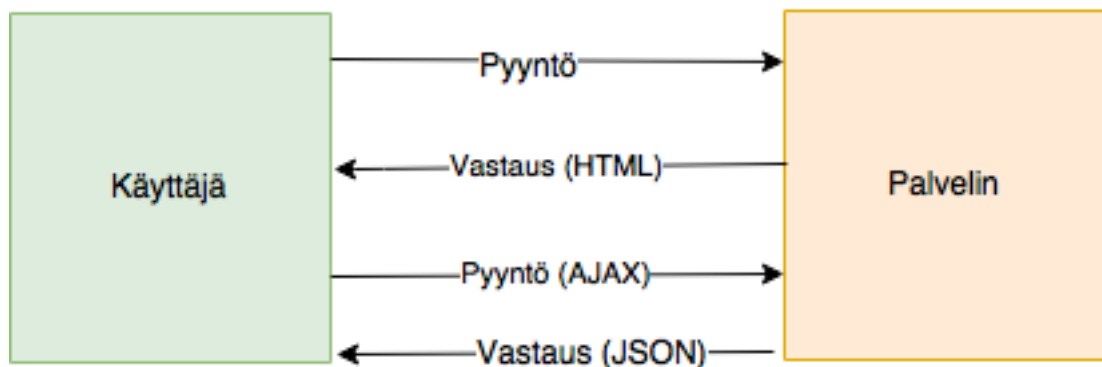 Pyyntö
Vastaus (HTML)
Käyttäjä
Palvelin
Pyyntö (AJAX)
Vastaus (JSON)